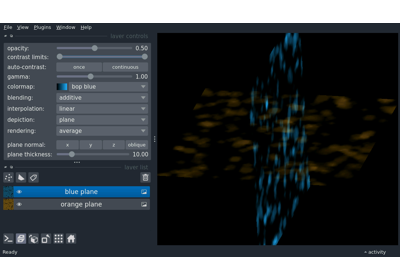 File View Plugins Window Help
layer controls
opacity: 0.50
contrast limits:
auto-contrast: once continuous
gamma: 1.00
colormap: bop blue
blending: additive
interpolation: linear
depiction: plane
rendering: average
plane normal: x y z oblique
plane thickness: 10.00
layer list
blue plane
orange plane
Ready
activity